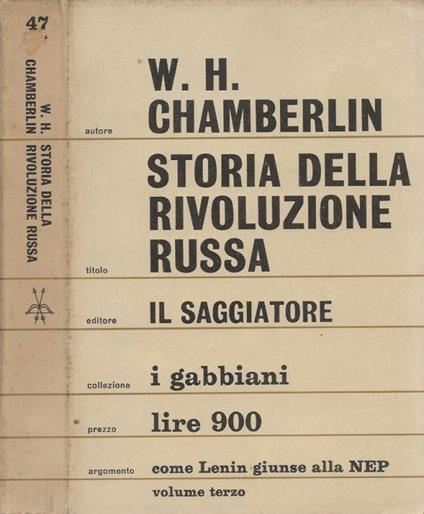 47
W. H. STORIA DELLA
CHAMBERLIN RIVOLUZIONE RUSSA
autore W. H.
CHAMBERLIN
titolo STORIA DELLA
RIVOLUZIONE
RUSSA
editore IL SAGGIATORE
collezione i gabbiani
prezzo lire 900
argomento come Lenin giunse alla NEP
volume terzo